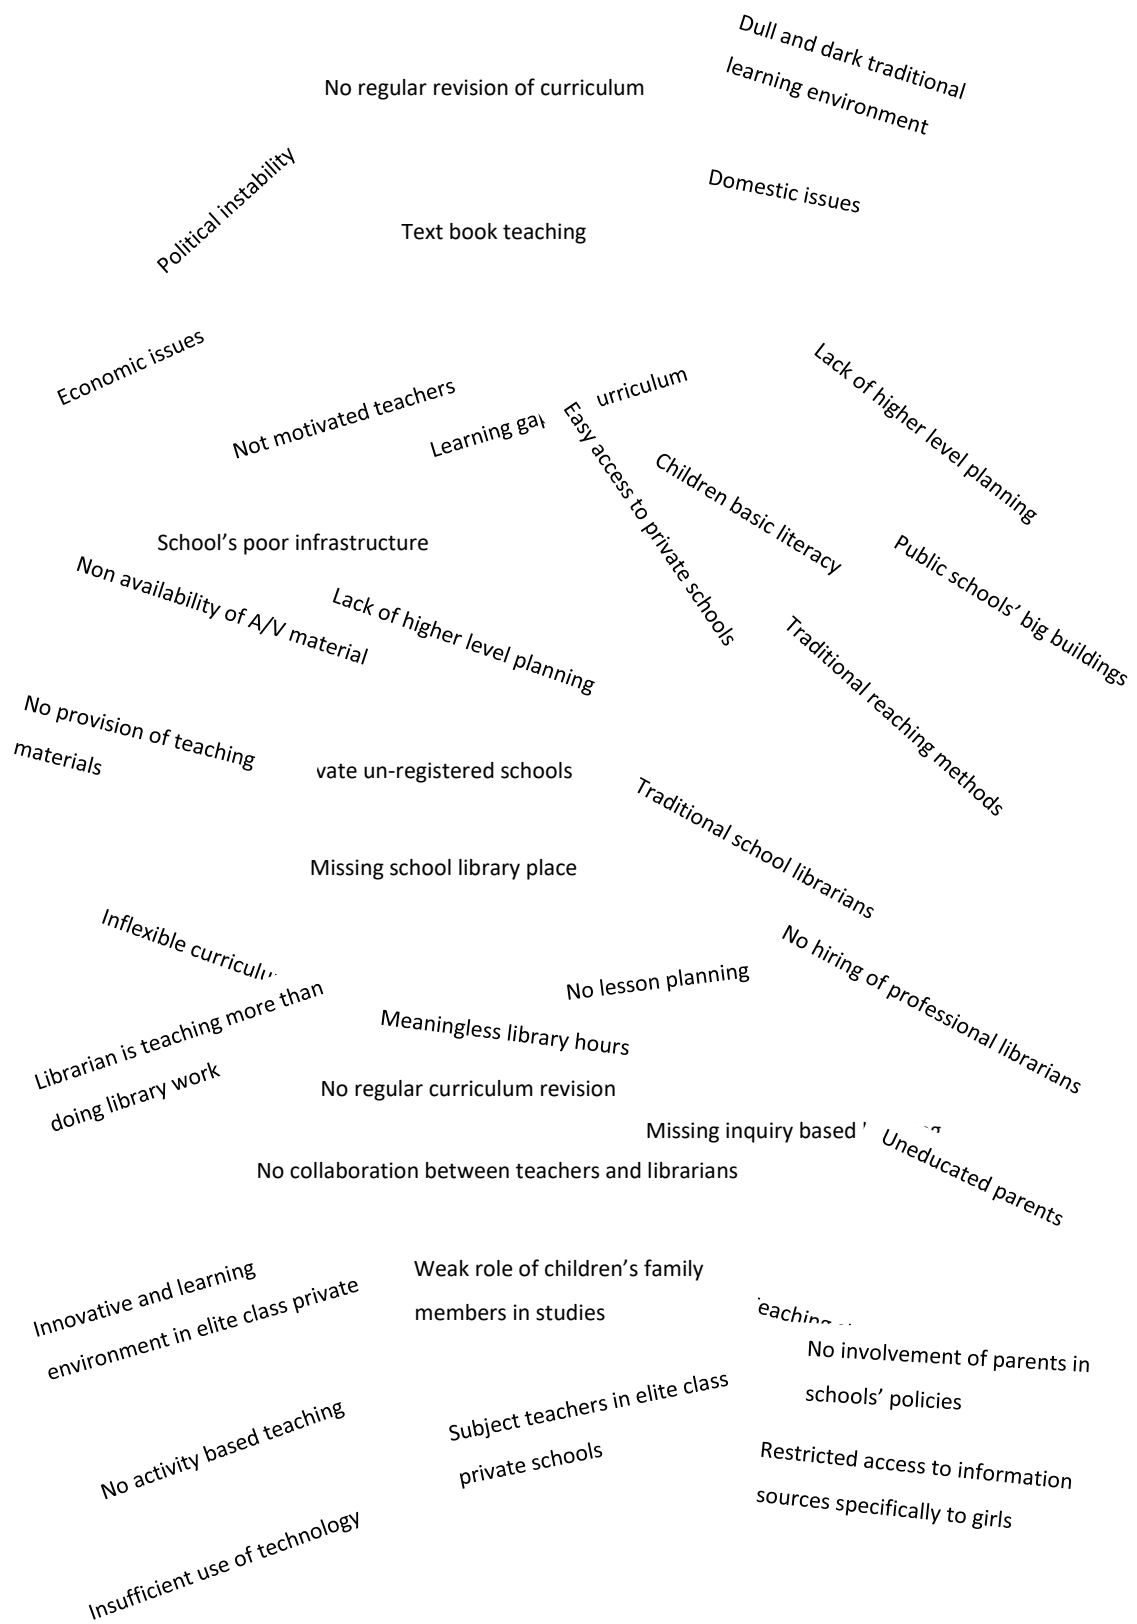 Dull and dark traditional
learning environment
No regular revision of curriculum
Political instability
Domestic issues
Text book teaching
Economic issues
Lack of higher level planning
Not motivated teachers
Learning
urriculum
Easy access to private schools
Children basic literacy
School's poor infrastructure
Public schools' big buildings
Non availability of A/V material
Lack of higher level planning
Traditional reaching methods
No provision of teaching
materials
vate un-registered schools
Traditional school librarians
Missing school library place
Inflexible
No hiring of professional librarians
No lesson planning
Librarian is teaching more than
doing library work
Meaningless library hours
No regular curriculum revision
Missing inquiry based
Uneducated parents
No collaboration between teachers and librarians
Innovative and learning
environment in elite class private
Weak role of children's family
members in studies
No involvement of parents in
schools' policies
No activity based teaching
Subject teachers in elite class
private schools
Restricted access to information
sources specifically to girls
Insufficient use of technology